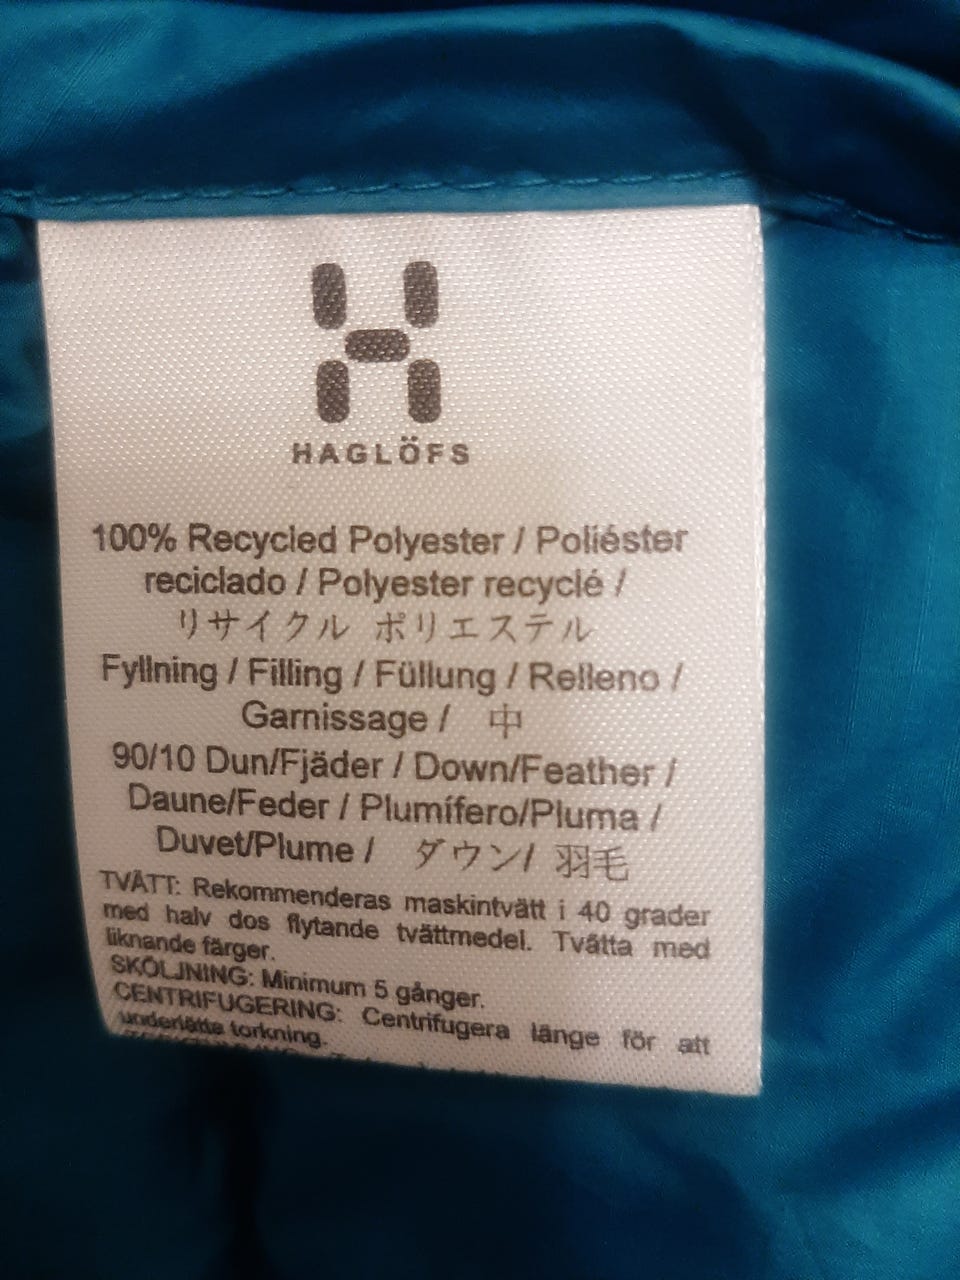 HAGLÖFS
100% Recycled Polyester / Poliéster
reciclado / Polyester recyclé /
リサイクル ポリエステル
Fyllning / Filling / Füllung / Relleno /
Garnissage / 中
90/10 Dun/Fjäder / Down/Feather /
Daune/Feder / Plumífero/Pluma /
Duvet/Plume / ダウン/ 羽毛
TVÄTT: Rekommenderas maskintvätt i 40 grader
med halv dos flytande tvättmedel. Tvätta med
liknande färger.
SKÖLJNING: Minimum 5 gånger.
CENTRIFUGERING: Centrifugera länge för att
underlätta torkning.